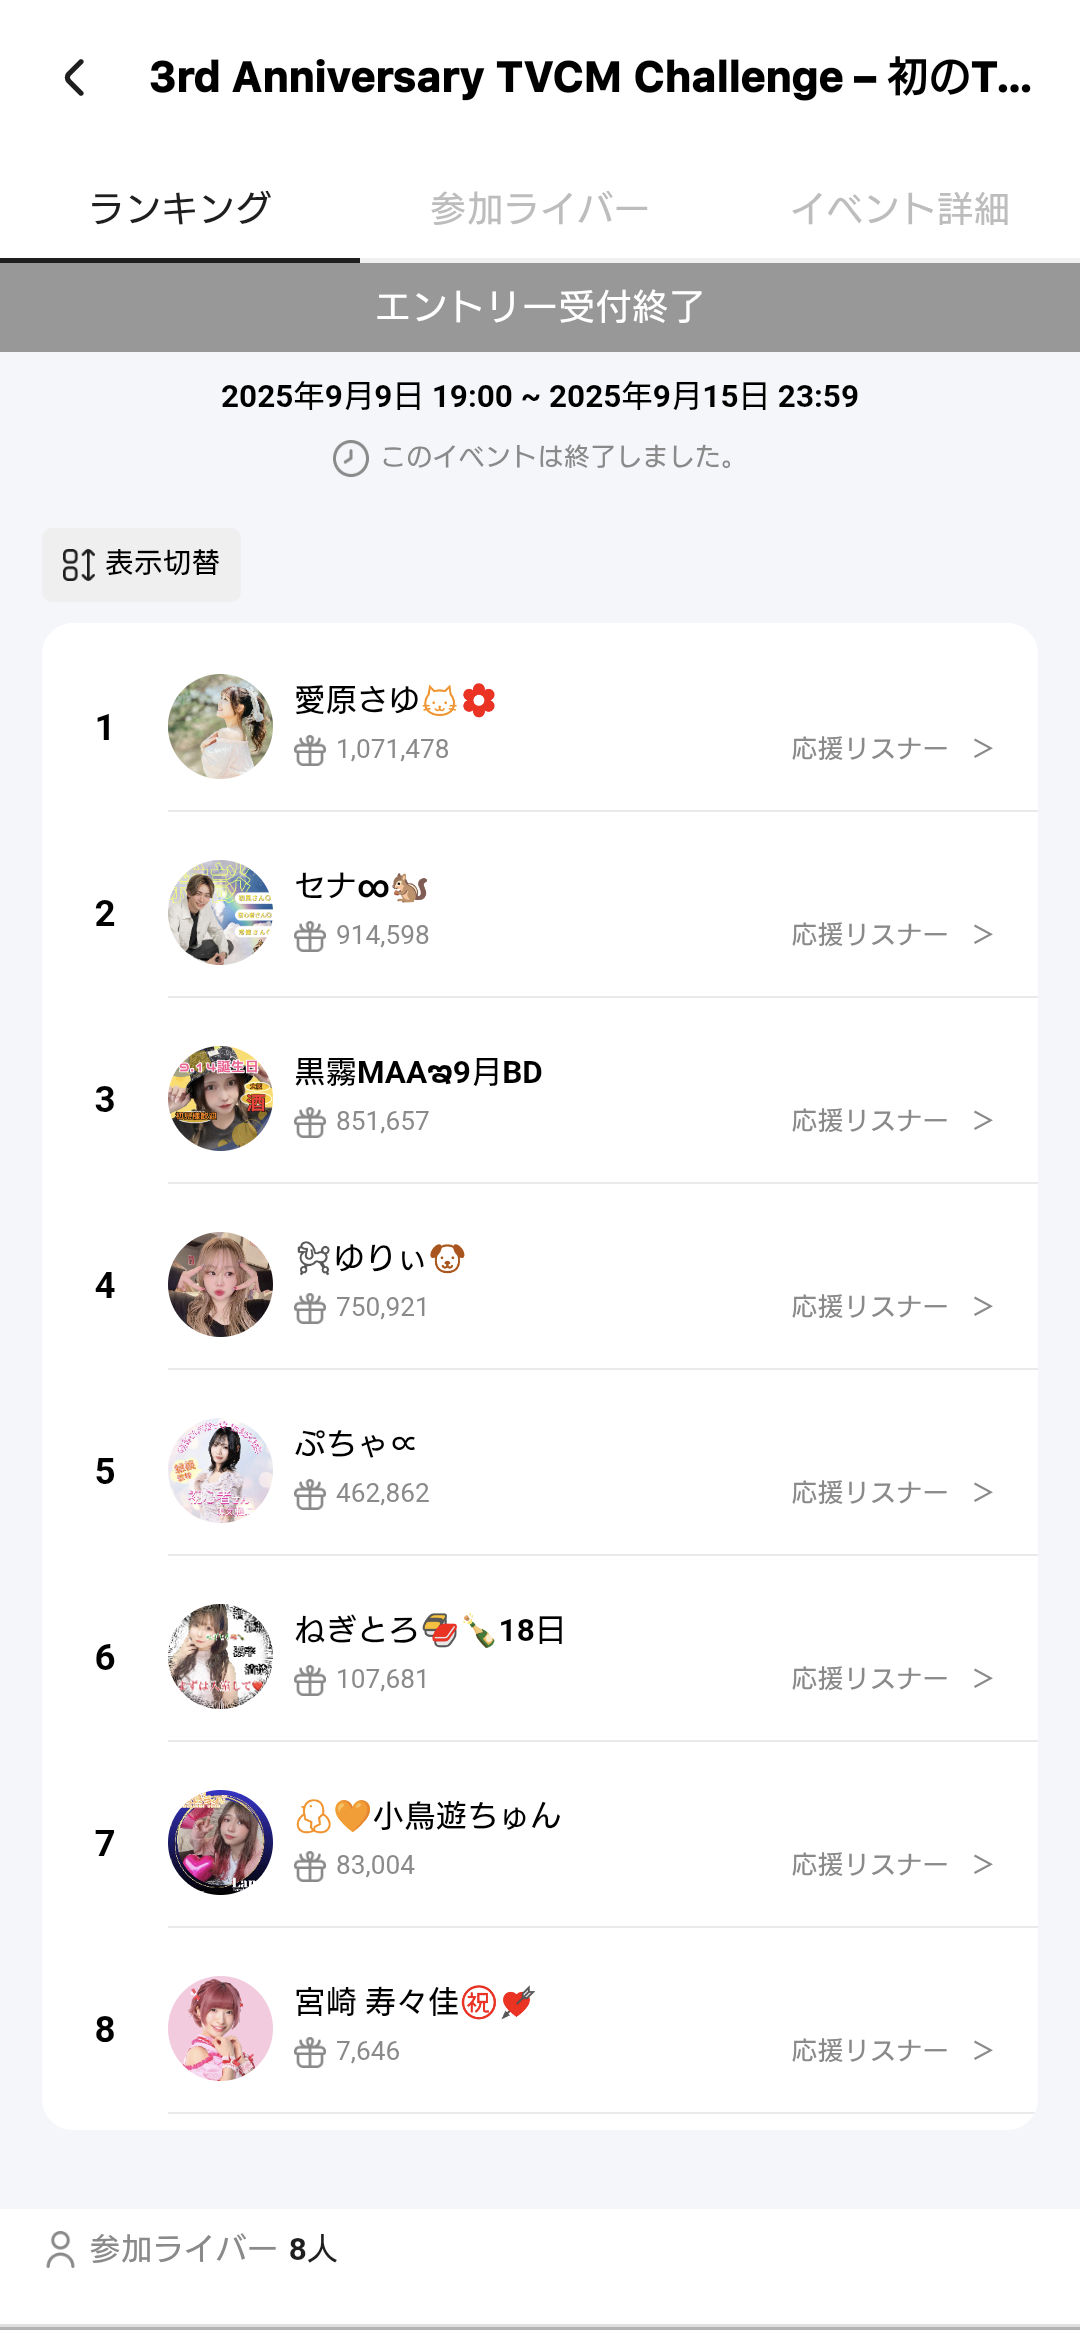 3rd Anniversary TVCM Challenge – 初のT...
ランキング 参加ライバー イベント詳細
エントリー受付終了
2025年9月9日 19:00 ~ 2025年9月15日 23:59
このイベントは終了しました。
表示切替
1 愛原さゆ🐱🌺
1,071,478 応援リスナー >
2 セナ∞🐿️
914,598 応援リスナー >
3 黒霧MAAஐ9月BD
851,657 応援リスナー >
4 🐩ゆりぃ🐶
750,921 応援リスナー >
5 ぷちゃ∝
462,862 応援リスナー >
6 ねぎとろ🍣🍾18日
107,681 応援リスナー >
7 🐤🧡小鳥遊ちゅん
83,004 応援リスナー >
8 宮崎 寿々佳㊗️💘
7,646 応援リスナー >
参加ライバー 8人